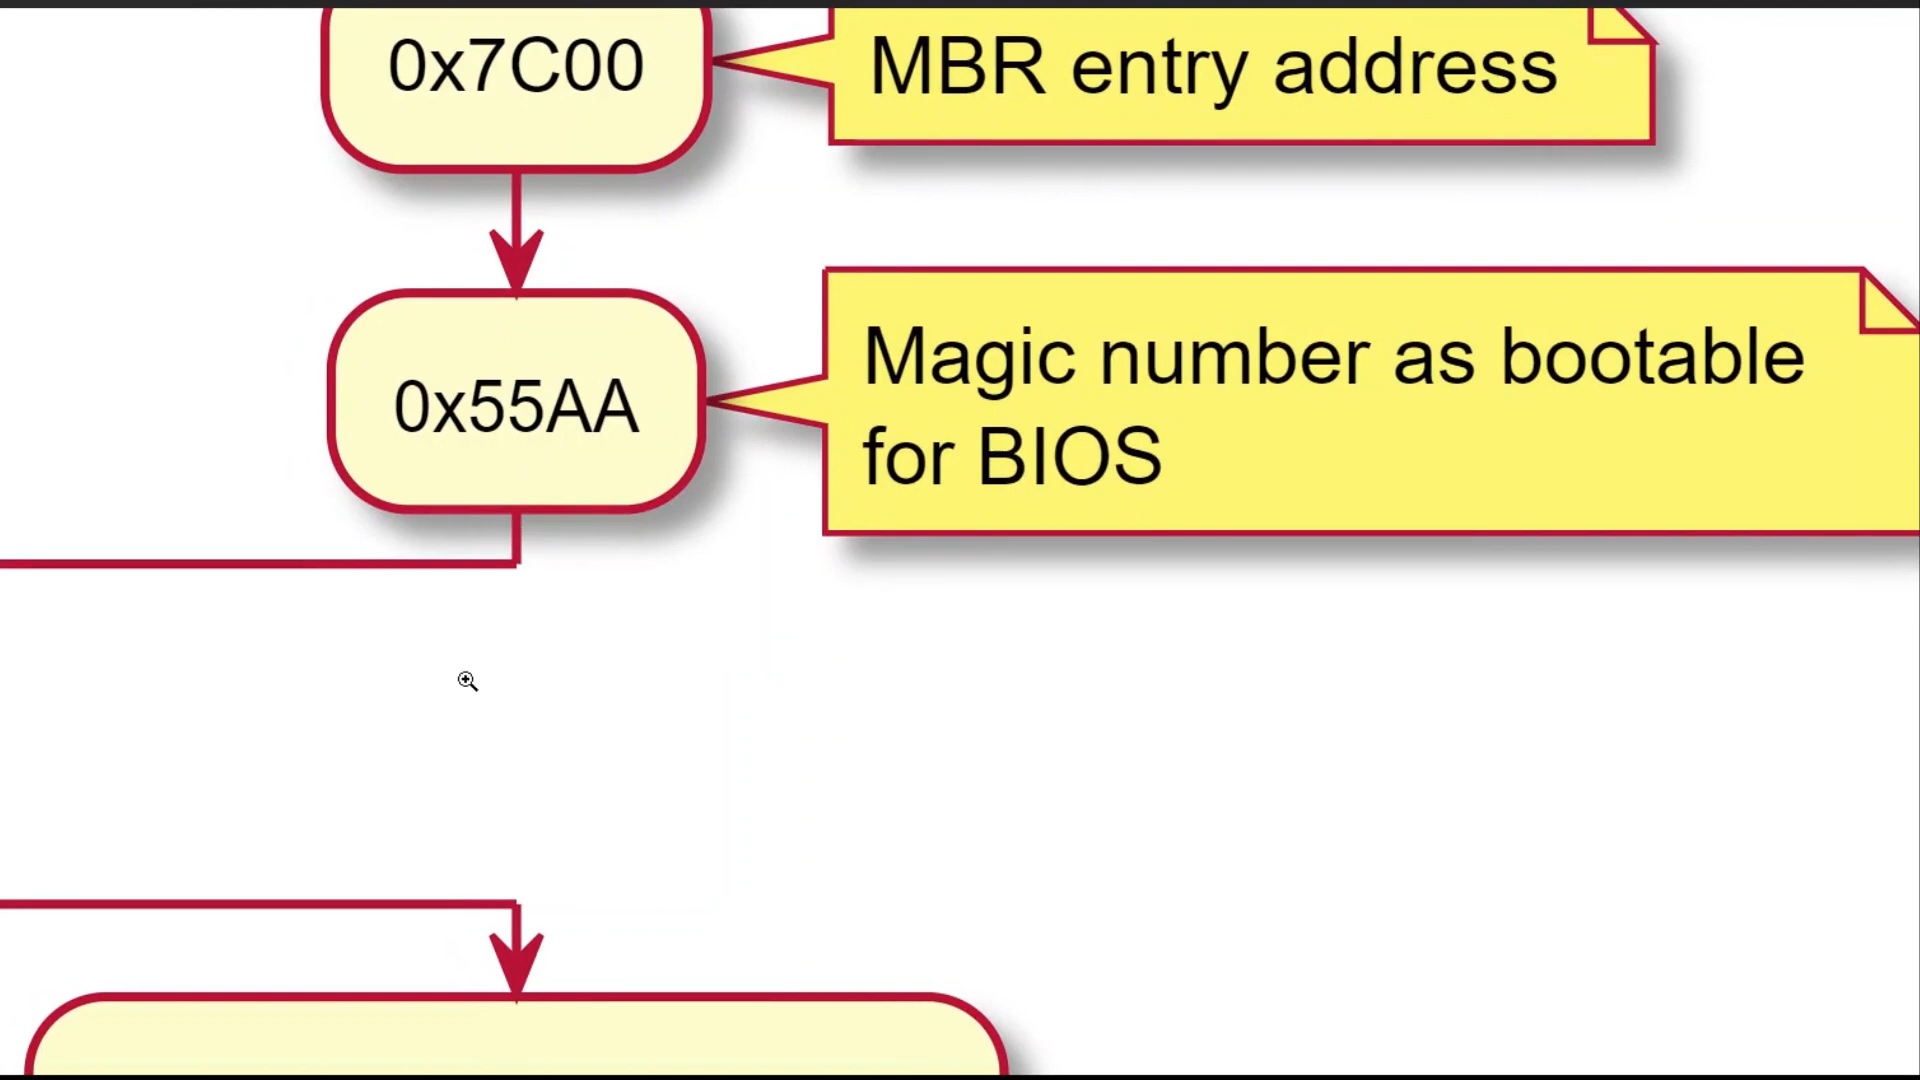 0x7C00
MBR entry address
0x55AA
Magic number as bootable
for BIOS